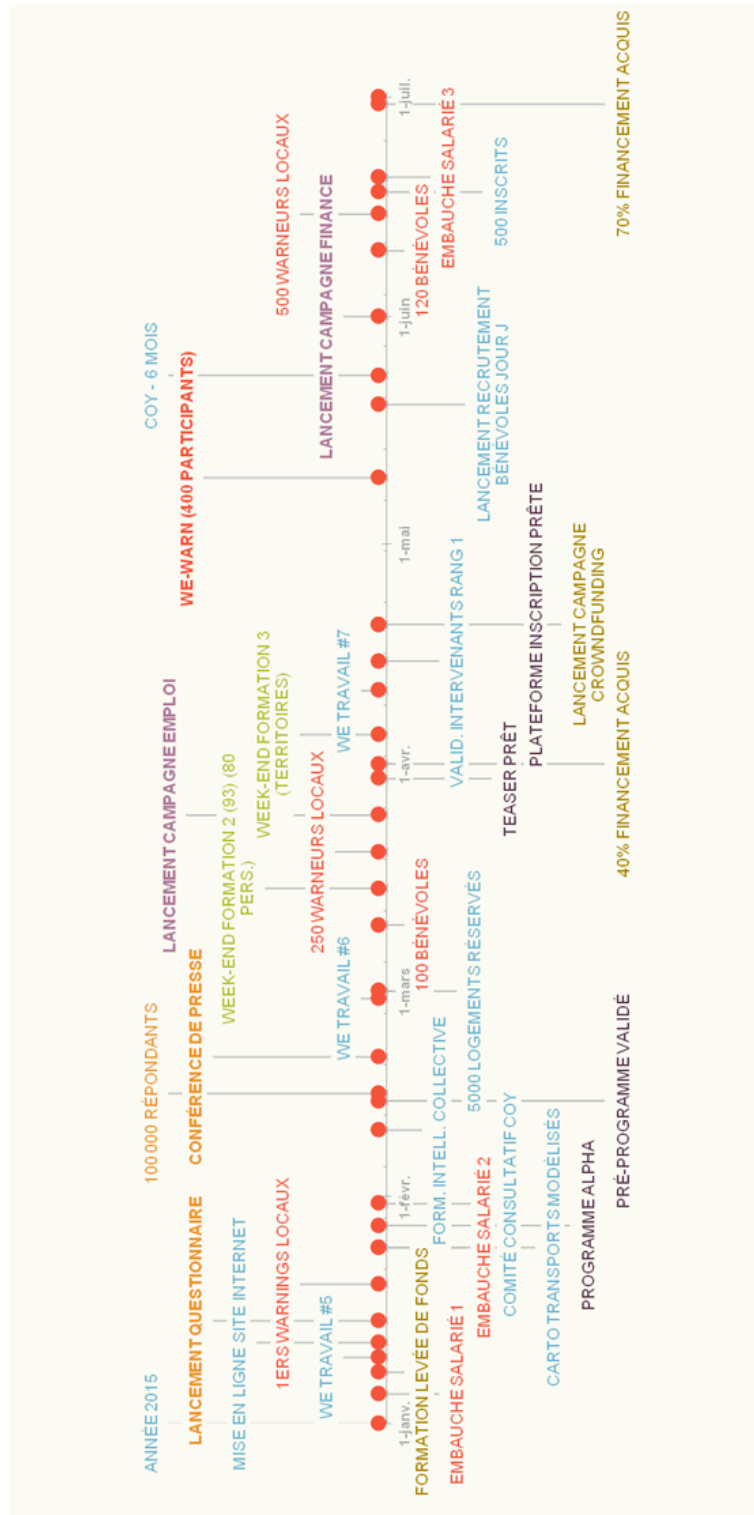 ANNÉE 2015
LANCEMENT QUESTIONNAIRE
MISE EN LIGNE SITE INTERNET
1ERS WARNINGS LOCAUX
WE TRAVAIL #5
100 000 RÉPONDANTS
CONFÉRENCE DE PRESSE
WE TRAVAIL #6
LANCEMENT CAMPAGNE EMPLOI
WEEK-END FORMATION 2 (93) (80
PERS.)
WEEK-END FORMATION 3
(TERRITOIRES)
250 WARNEURS LOCAUX
WE TRAVAIL #7
COY - 6 MOIS
WE-WARN (400 PARTICIPANTS)
500 WARNEURS LOCAUX
LANCEMENT CAMPAGNE FINANCE
1-janv.
1-févr.
1-mars
1-avr.
1-mai
1-juin
1-juil.
FORMATION LEVÉE DE FONDS
EMBAUCHE SALARIÉ 1
FORM. INTELL. COLLECTIVE
EMBAUCHE SALARIÉ 2
COMITÉ CONSULTATIF COY
CARTO TRANSPORTS MODÉLISÉS
PROGRAMME ALPHA
PRÉ-PROGRAMME VALIDÉ
100 BÉNÉVOLES
5000 LOGEMENTS RÉSERVÉS
TEASER PRÊT
40% FINANCEMENT ACQUIS
VALID. INTERVENANTS RANG 1
PLATEFORME INSCRIPTION PRÊTE
LANCEMENT CAMPAGNE
CROWNDFUNDING
LANCEMENT RECRUTEMENT
BÉNÉVOLES JOUR J
120 BÉNÉVOLES
EMBAUCHE SALARIÉ 3
500 INSCRITS
70% FINANCEMENT ACQUIS